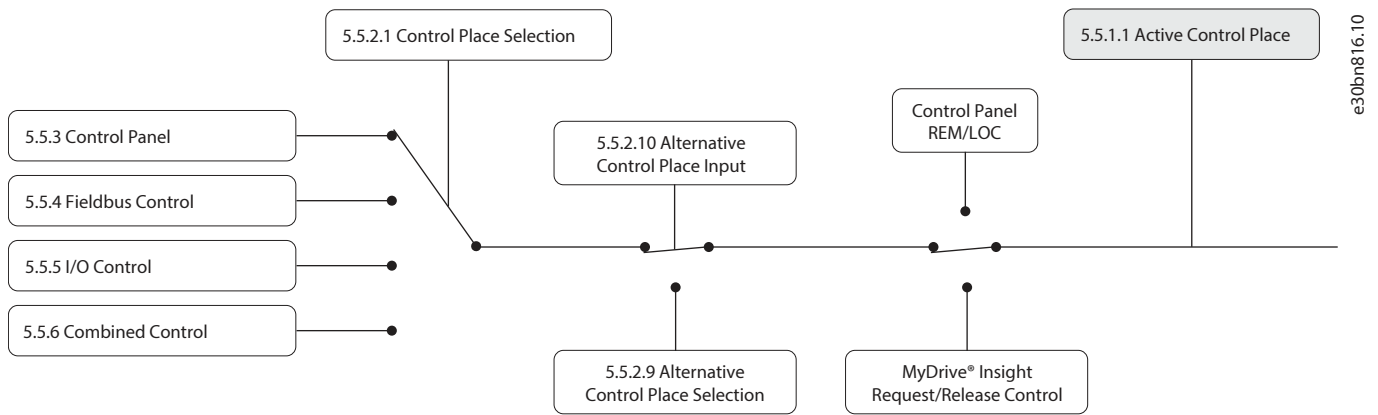 5.5.2.1 Control Place Selection
5.5.1.1 Active Control Place
e30bn816.10
5.5.3 Control Panel
5.5.4 Fieldbus Control
5.5.5 I/O Control
5.5.6 Combined Control
5.5.2.10 Alternative
Control Place Input
Control Panel
REM/LOC
5.5.2.9 Alternative
Control Place Selection
MyDrive® Insight
Request/Release Control